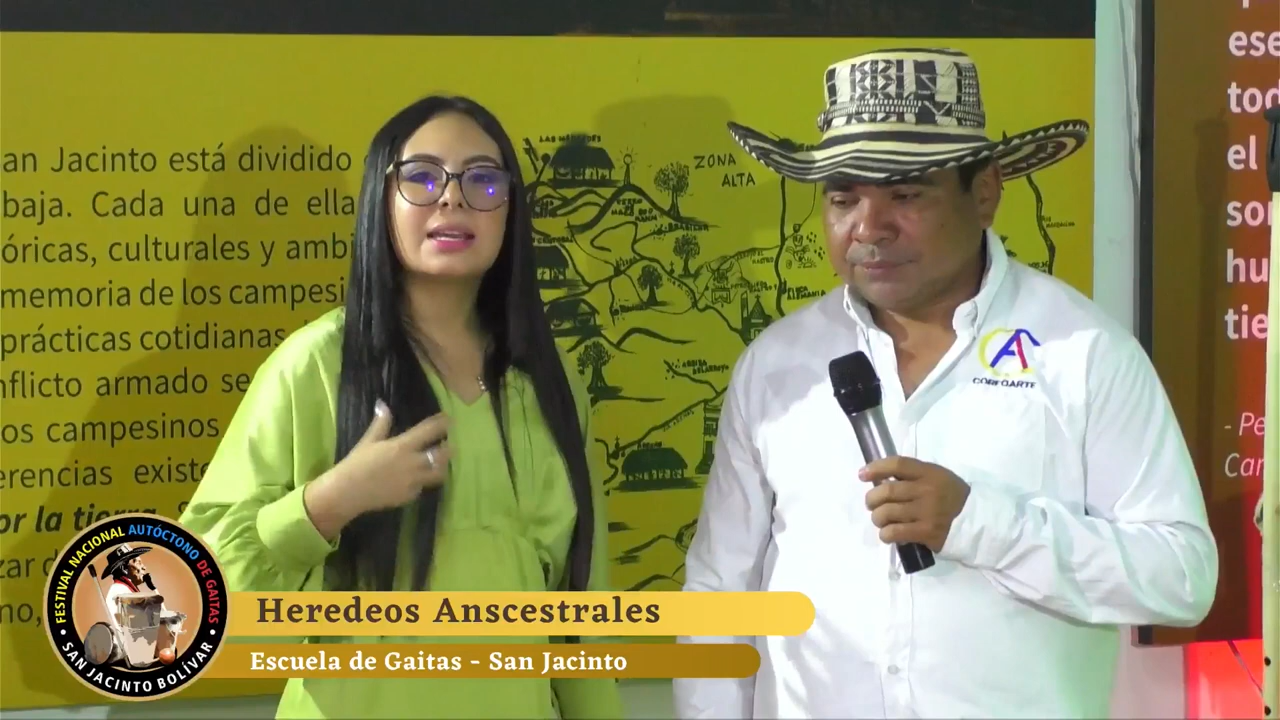 an Jacinto está dividido
baja. Cada una de ella
óricas, culturales y ambi
memoria de los campesi
prácticas cotidianas
nflicto armado se
os campesinos
erencias existe
or la tierra
zar d
no,
LAS MERCEDES
ZONA
ALTA
ese
tod
el
sor
hu
tie
- Pe
Car
CORFOARTE
FESTIVAL NACIONAL AUTÓCTONO DE GAITAS
• SAN JACINTO BOLÍVAR •
Heredeos Anscestrales
Escuela de Gaitas - San Jacinto